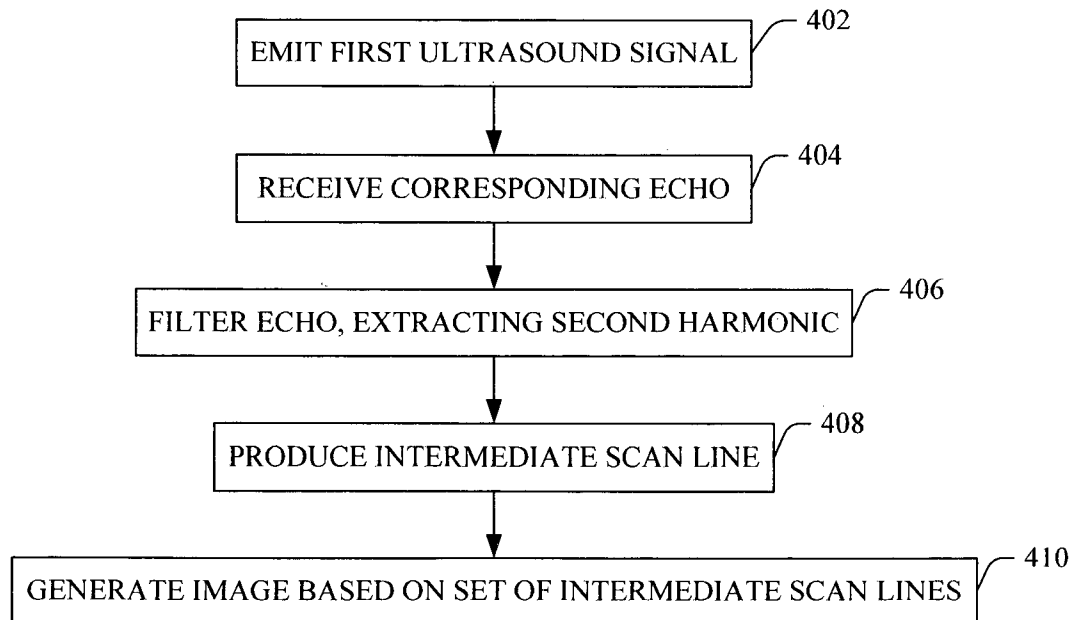 402
EMIT FIRST ULTRASOUND SIGNAL
404
RECEIVE CORRESPONDING ECHO
406
FILTER ECHO, EXTRACTING SECOND HARMONIC
408
PRODUCE INTERMEDIATE SCAN LINE
410
GENERATE IMAGE BASED ON SET OF INTERMEDIATE SCAN LINES